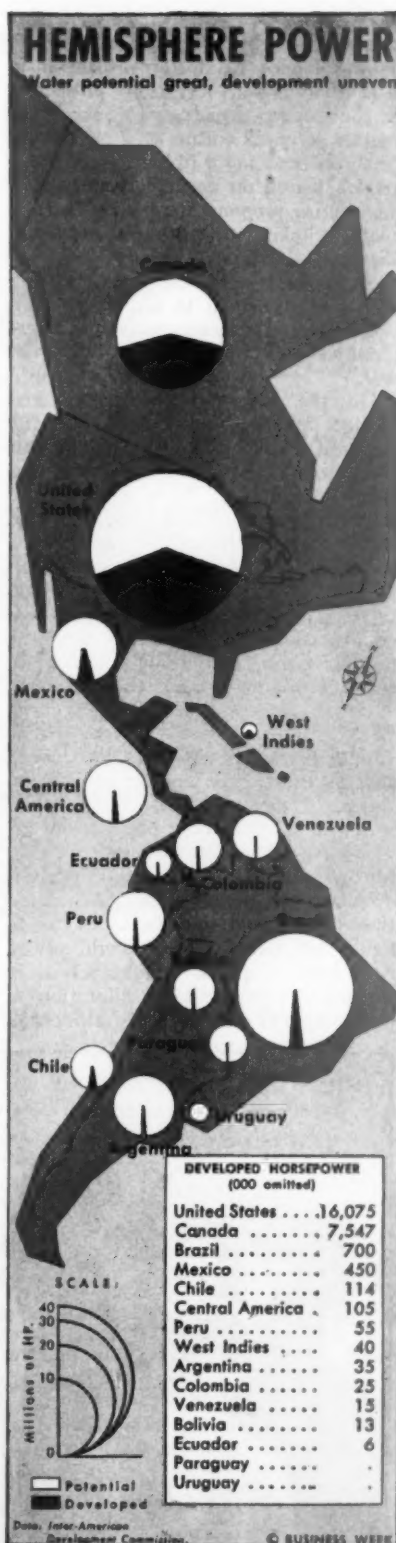 HEMISPHERE POWER
Water potential great, development uneven
Canada
United
States
Mexico
West
Indies
Central
America
Venezuela
Ecuador
Colombia
Peru
Paraguay
Chile
Uruguay
Argentina
DEVELOPED HORSEPOWER
(000 omitted)
United States .... 16,075
Canada ....... 7,547
Brazil ........ 700
Mexico ........ 450
Chile ........ 114
Central America . 105
Peru ........ 55
West Indies .... 40
Argentina ...... 35
Colombia ...... 25
Venezuela ...... 15
Bolivia ........ 13
Ecuador ....... 6
Paraguay ...... .
Uruguay ....... .
SCALE:
40
30
20
10
0
Millions of HP.
Potential
Developed
Data: Inter-American
Development Commission.
© BUSINESS WEEK